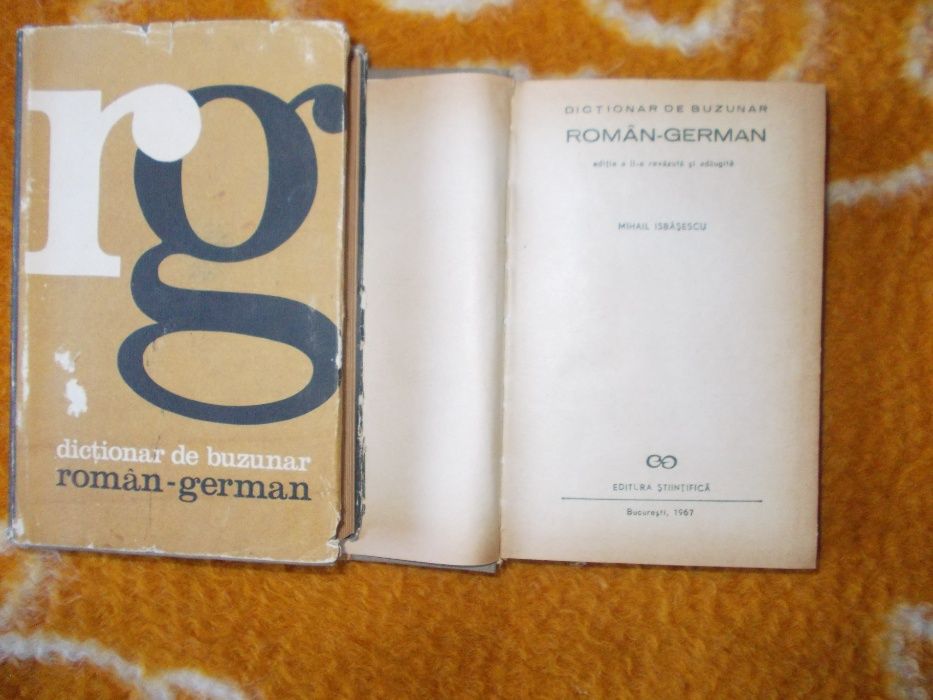 rg
dicționar de buzunar
român-german
DICȚIONAR DE BUZUNAR
ROMÂN-GERMAN
ediție a II-a revăzută și adăugită
MIHAIL ISBĂȘESCU
EDITURA ȘTIINȚIFICĂ
București, 1967